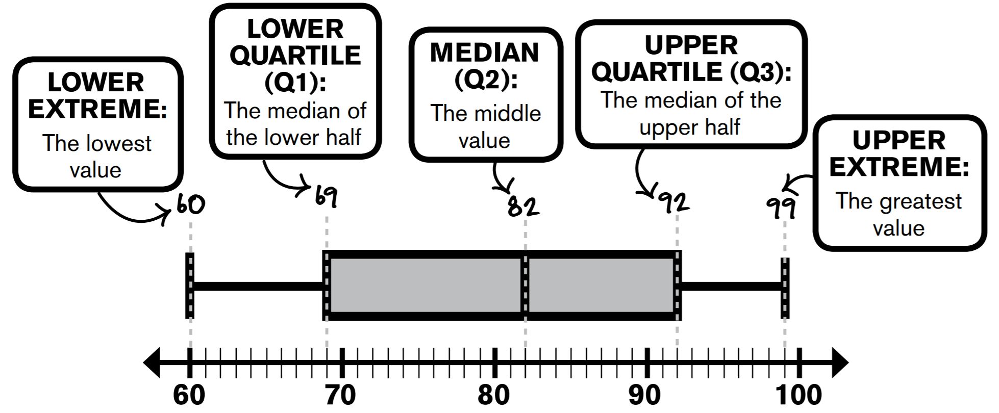 LOWER
EXTREME:
The lowest
value
LOWER
QUARTILE
(Q1):
The median of
the lower half
MEDIAN
(Q2):
The middle
value
UPPER
QUARTILE (Q3):
The median of the
upper half
UPPER
EXTREME:
The greatest
value
60
69
82
92
99
60
70
80
90
100